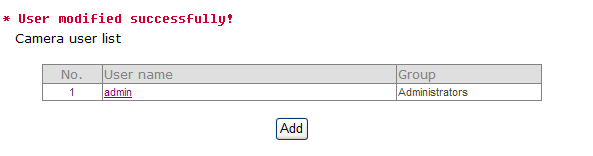 * User modified successfully!
Camera user list
No. User name Group
1 admin Administrators
Add